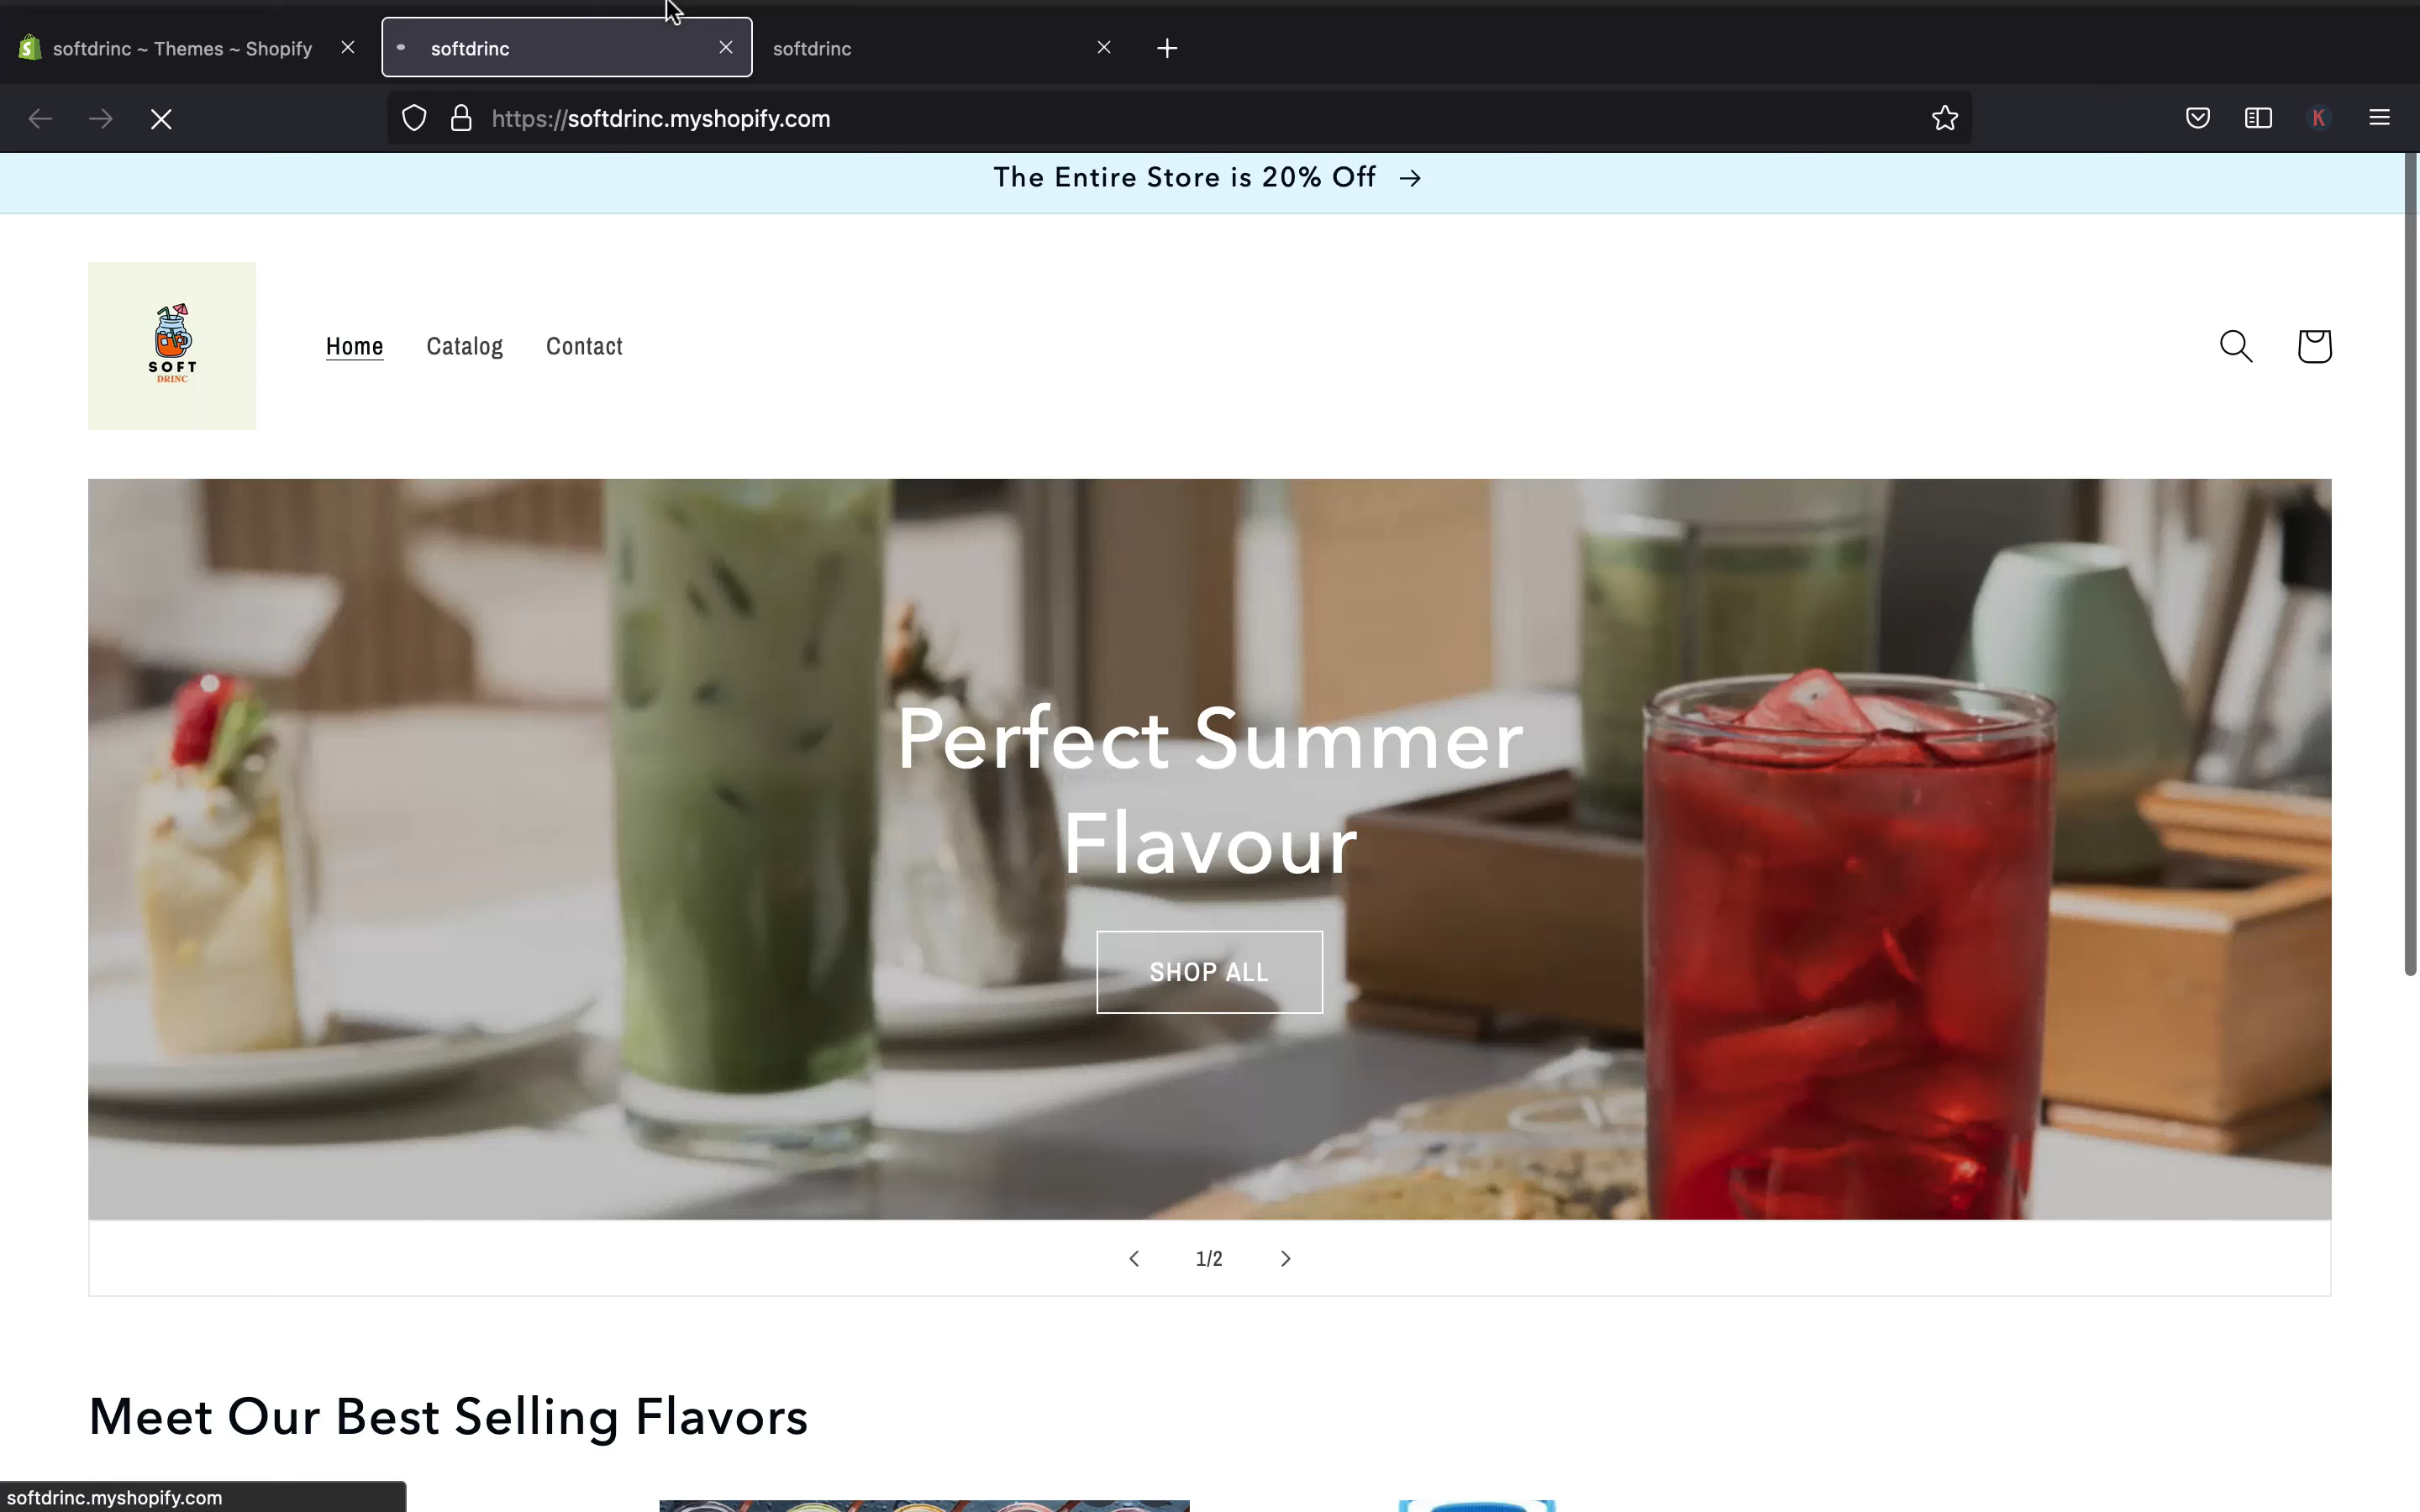 softdrinc ~ Themes ~ Shopify
softdrinc
softdrinc
https://softdrinc.myshopify.com
K
The Entire Store is 20% Off →
SOFT
DRINC
Home
Catalog
Contact
Perfect Summer
Flavour
SHOP ALL
1/2
Meet Our Best Selling Flavors
softdrinc.myshopify.com